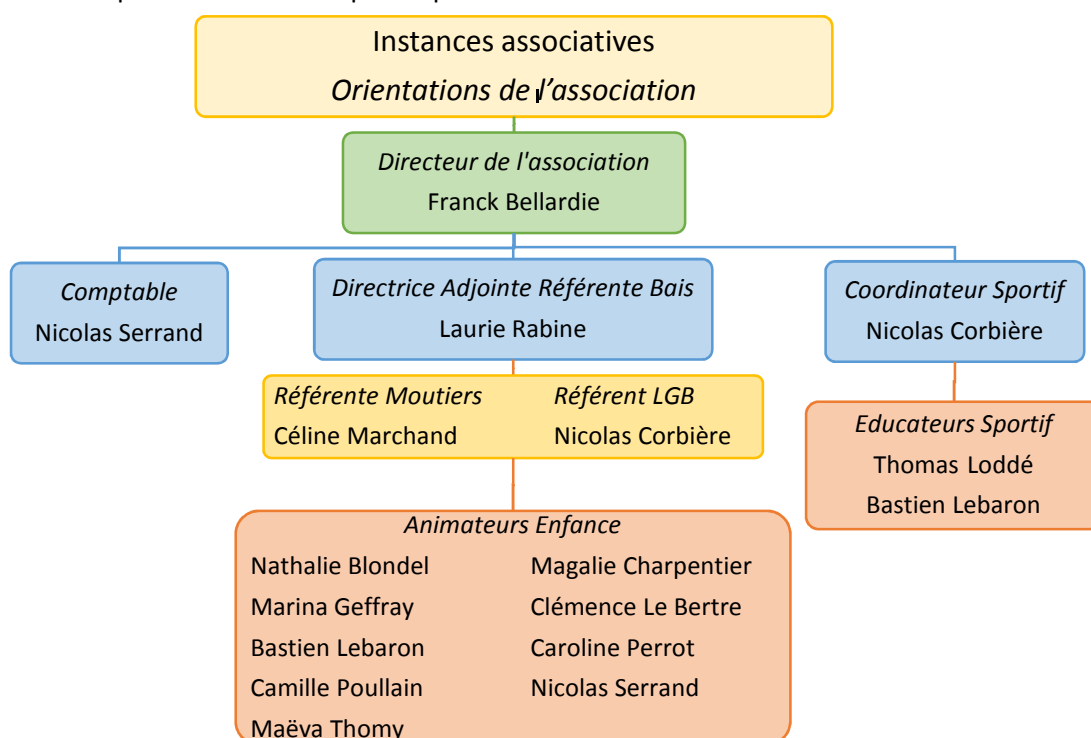 Instances associatives
Orientations de l'association
Directeur de l'association
Franck Bellardie
Comptable
Nicolas Serrand
Directrice Adjointe Référente Bais
Laurie Rabine
Coordinateur Sportif
Nicolas Corbière
Référente Moutiers
Céline Marchand
Référent LGB
Nicolas Corbière
Educateurs Sportif
Thomas Loddé
Bastien Lebaron
Animateurs Enfance
Nathalie Blondel
Marina Geffray
Bastien Lebaron
Camille Poullain
Maëva Thomy
Magalie Charpentier
Clémence Le Bertre
Caroline Perrot
Nicolas Serrand